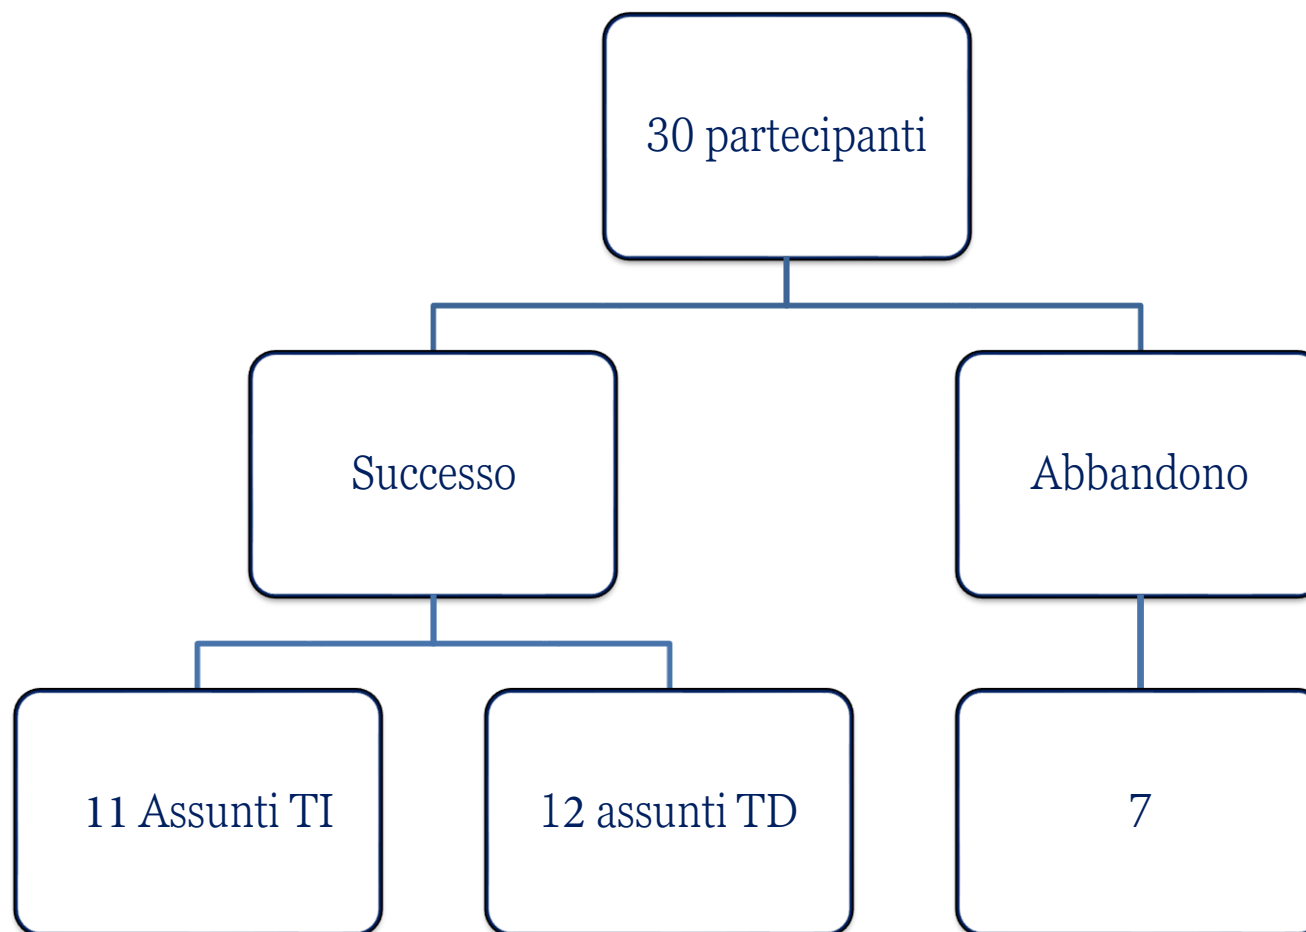 30 partecipanti
Successo
Abbandono
11 Assunti TI
12 assunti TD
7